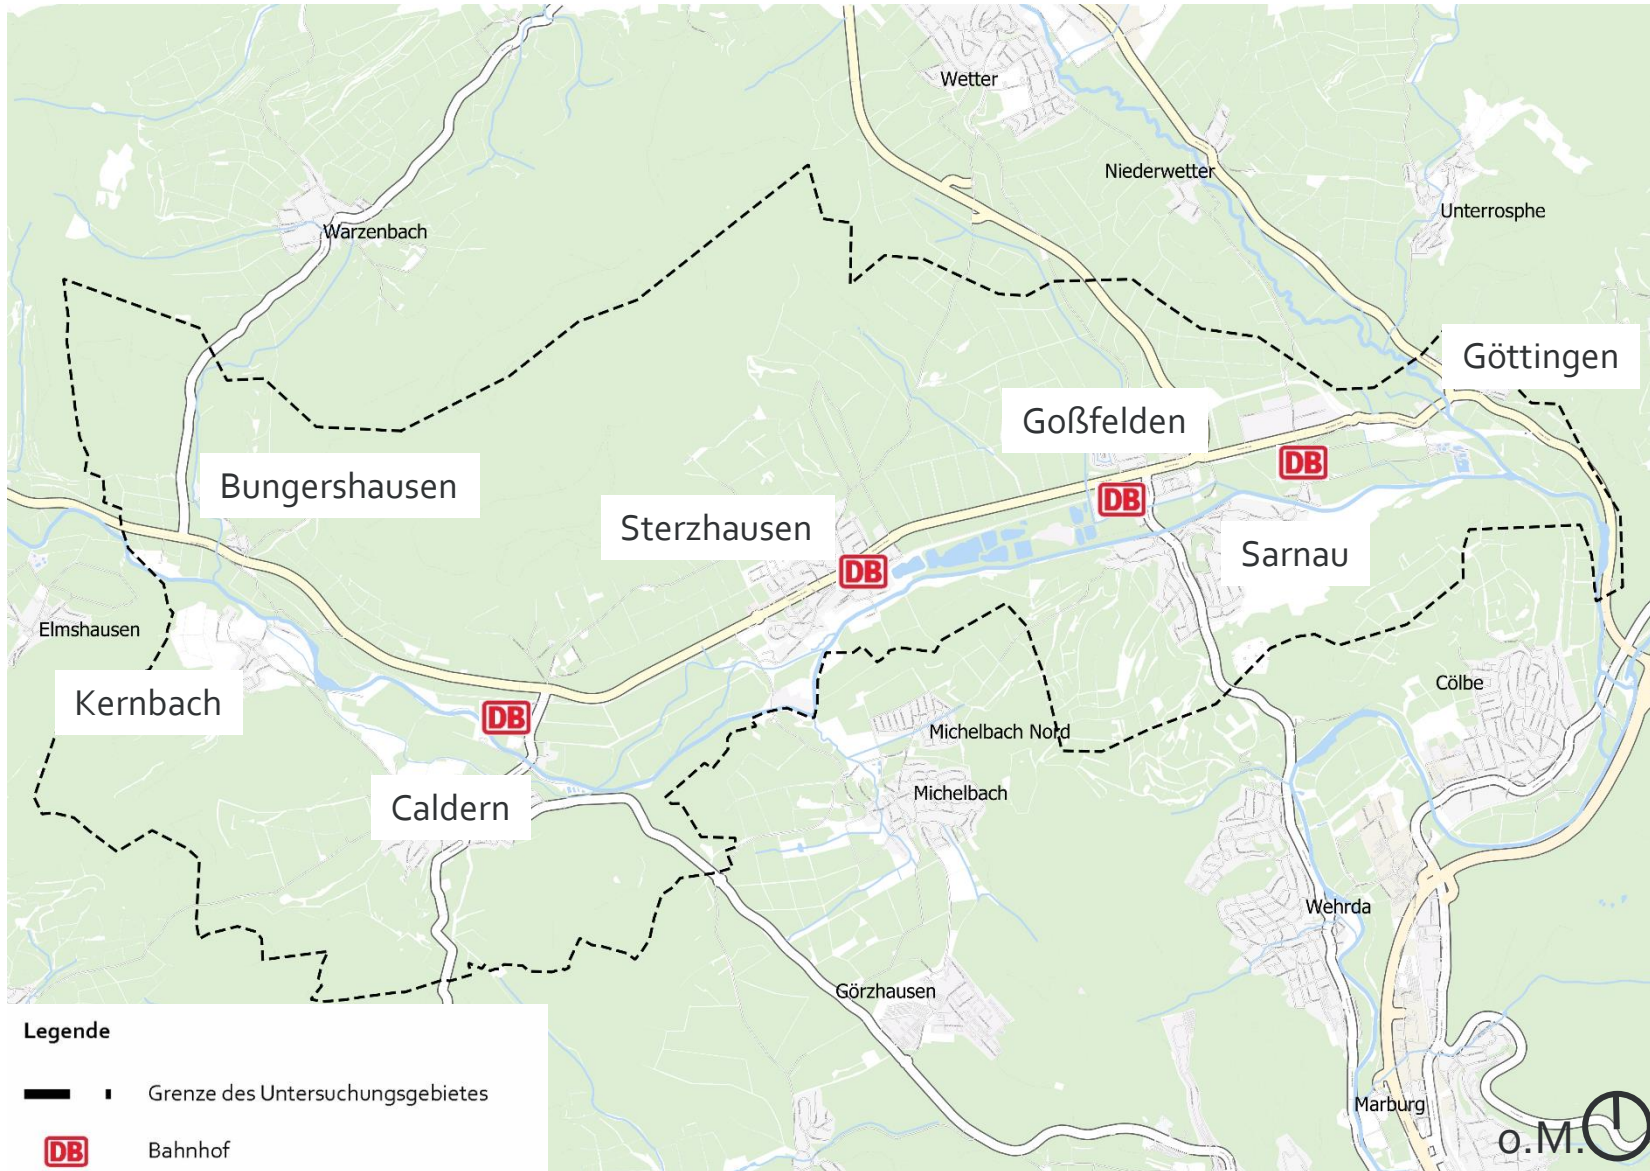 Wetter
Niederwetter
Unterrosphe
Warzenbach
Göttingen
Goßfelden
DB
Bungershausen
DB
Sterzhausen
Sarnau
DB
Elmshausen
Cölbe
Kernbach
DB
Michelbach Nord
Michelbach
Caldern
Wehrda
Görzhausen
Legende
Grenze des Untersuchungsgebietes
Marburg
o.M.
DB Bahnhof